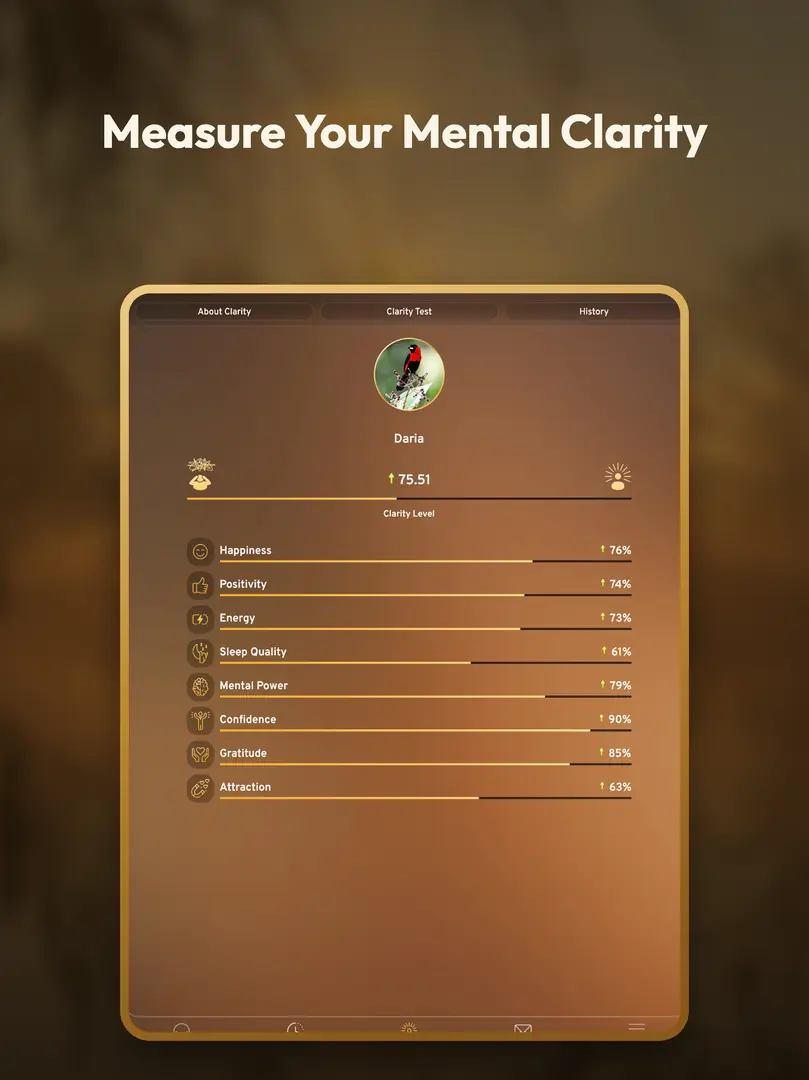 Measure Your Mental Clarity
About Clarity
Clarity Test
History
Daria
75.51
Clarity Level
Happiness 76%
Positivity 74%
Energy 73%
Sleep Quality 61%
Mental Power 79%
Confidence 90%
Gratitude 85%
Attraction 63%